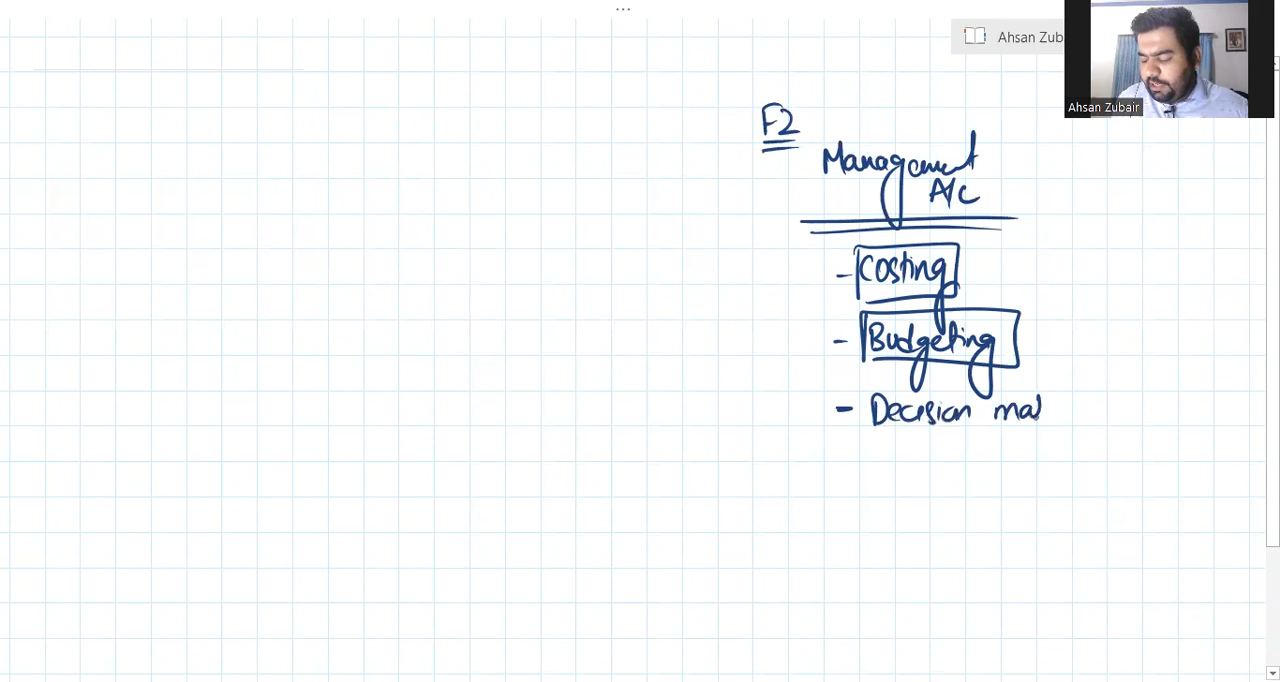 ...
Ahsan Zub
Ahsan Zubair
F2
Management
A/C
- Costing
- Budgeting
- Decision mak